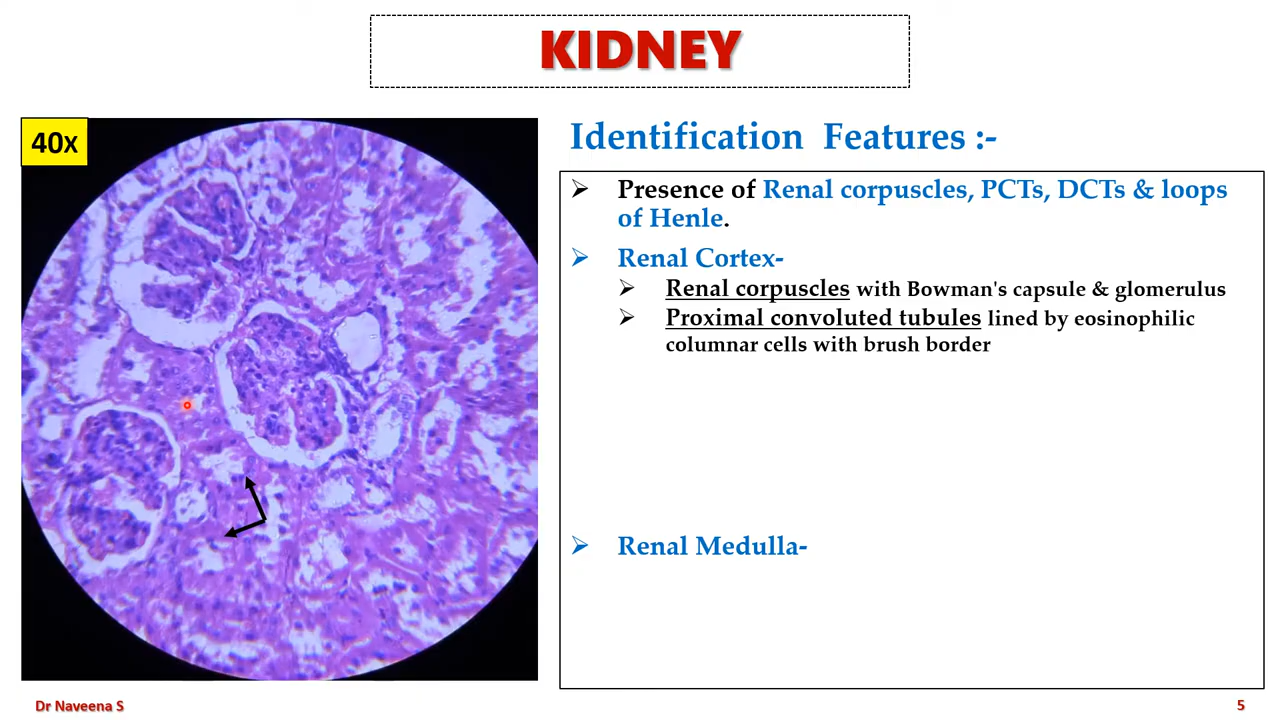 KIDNEY
40x
Identification Features :-
➢ Presence of Renal corpuscles, PCTs, DCTs & loops
of Henle.
➢ Renal Cortex-
➢ Renal corpuscles with Bowman's capsule & glomerulus
➢ Proximal convoluted tubules lined by eosinophilic
columnar cells with brush border
➢ Renal Medulla-
Dr Naveena S
5